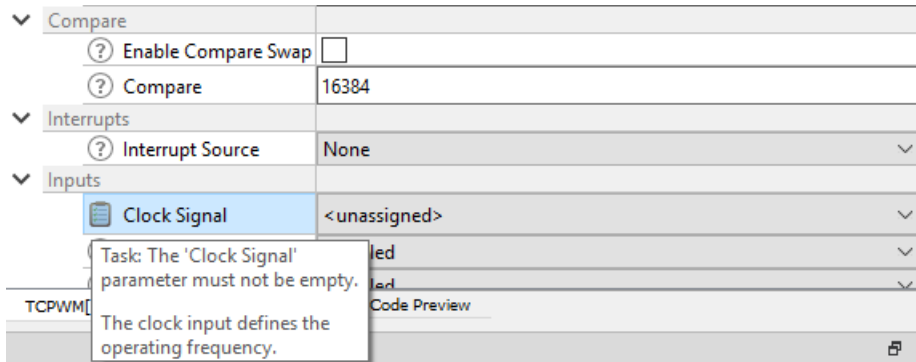 Compare
? Enable Compare Swap
? Compare 16384
Interrupts
? Interrupt Source None
Inputs
Clock Signal <unassigned>
Task: The 'Clock Signal'
parameter must not be empty.
The clock input defines the
operating frequency.
TCPWM[
Code Preview